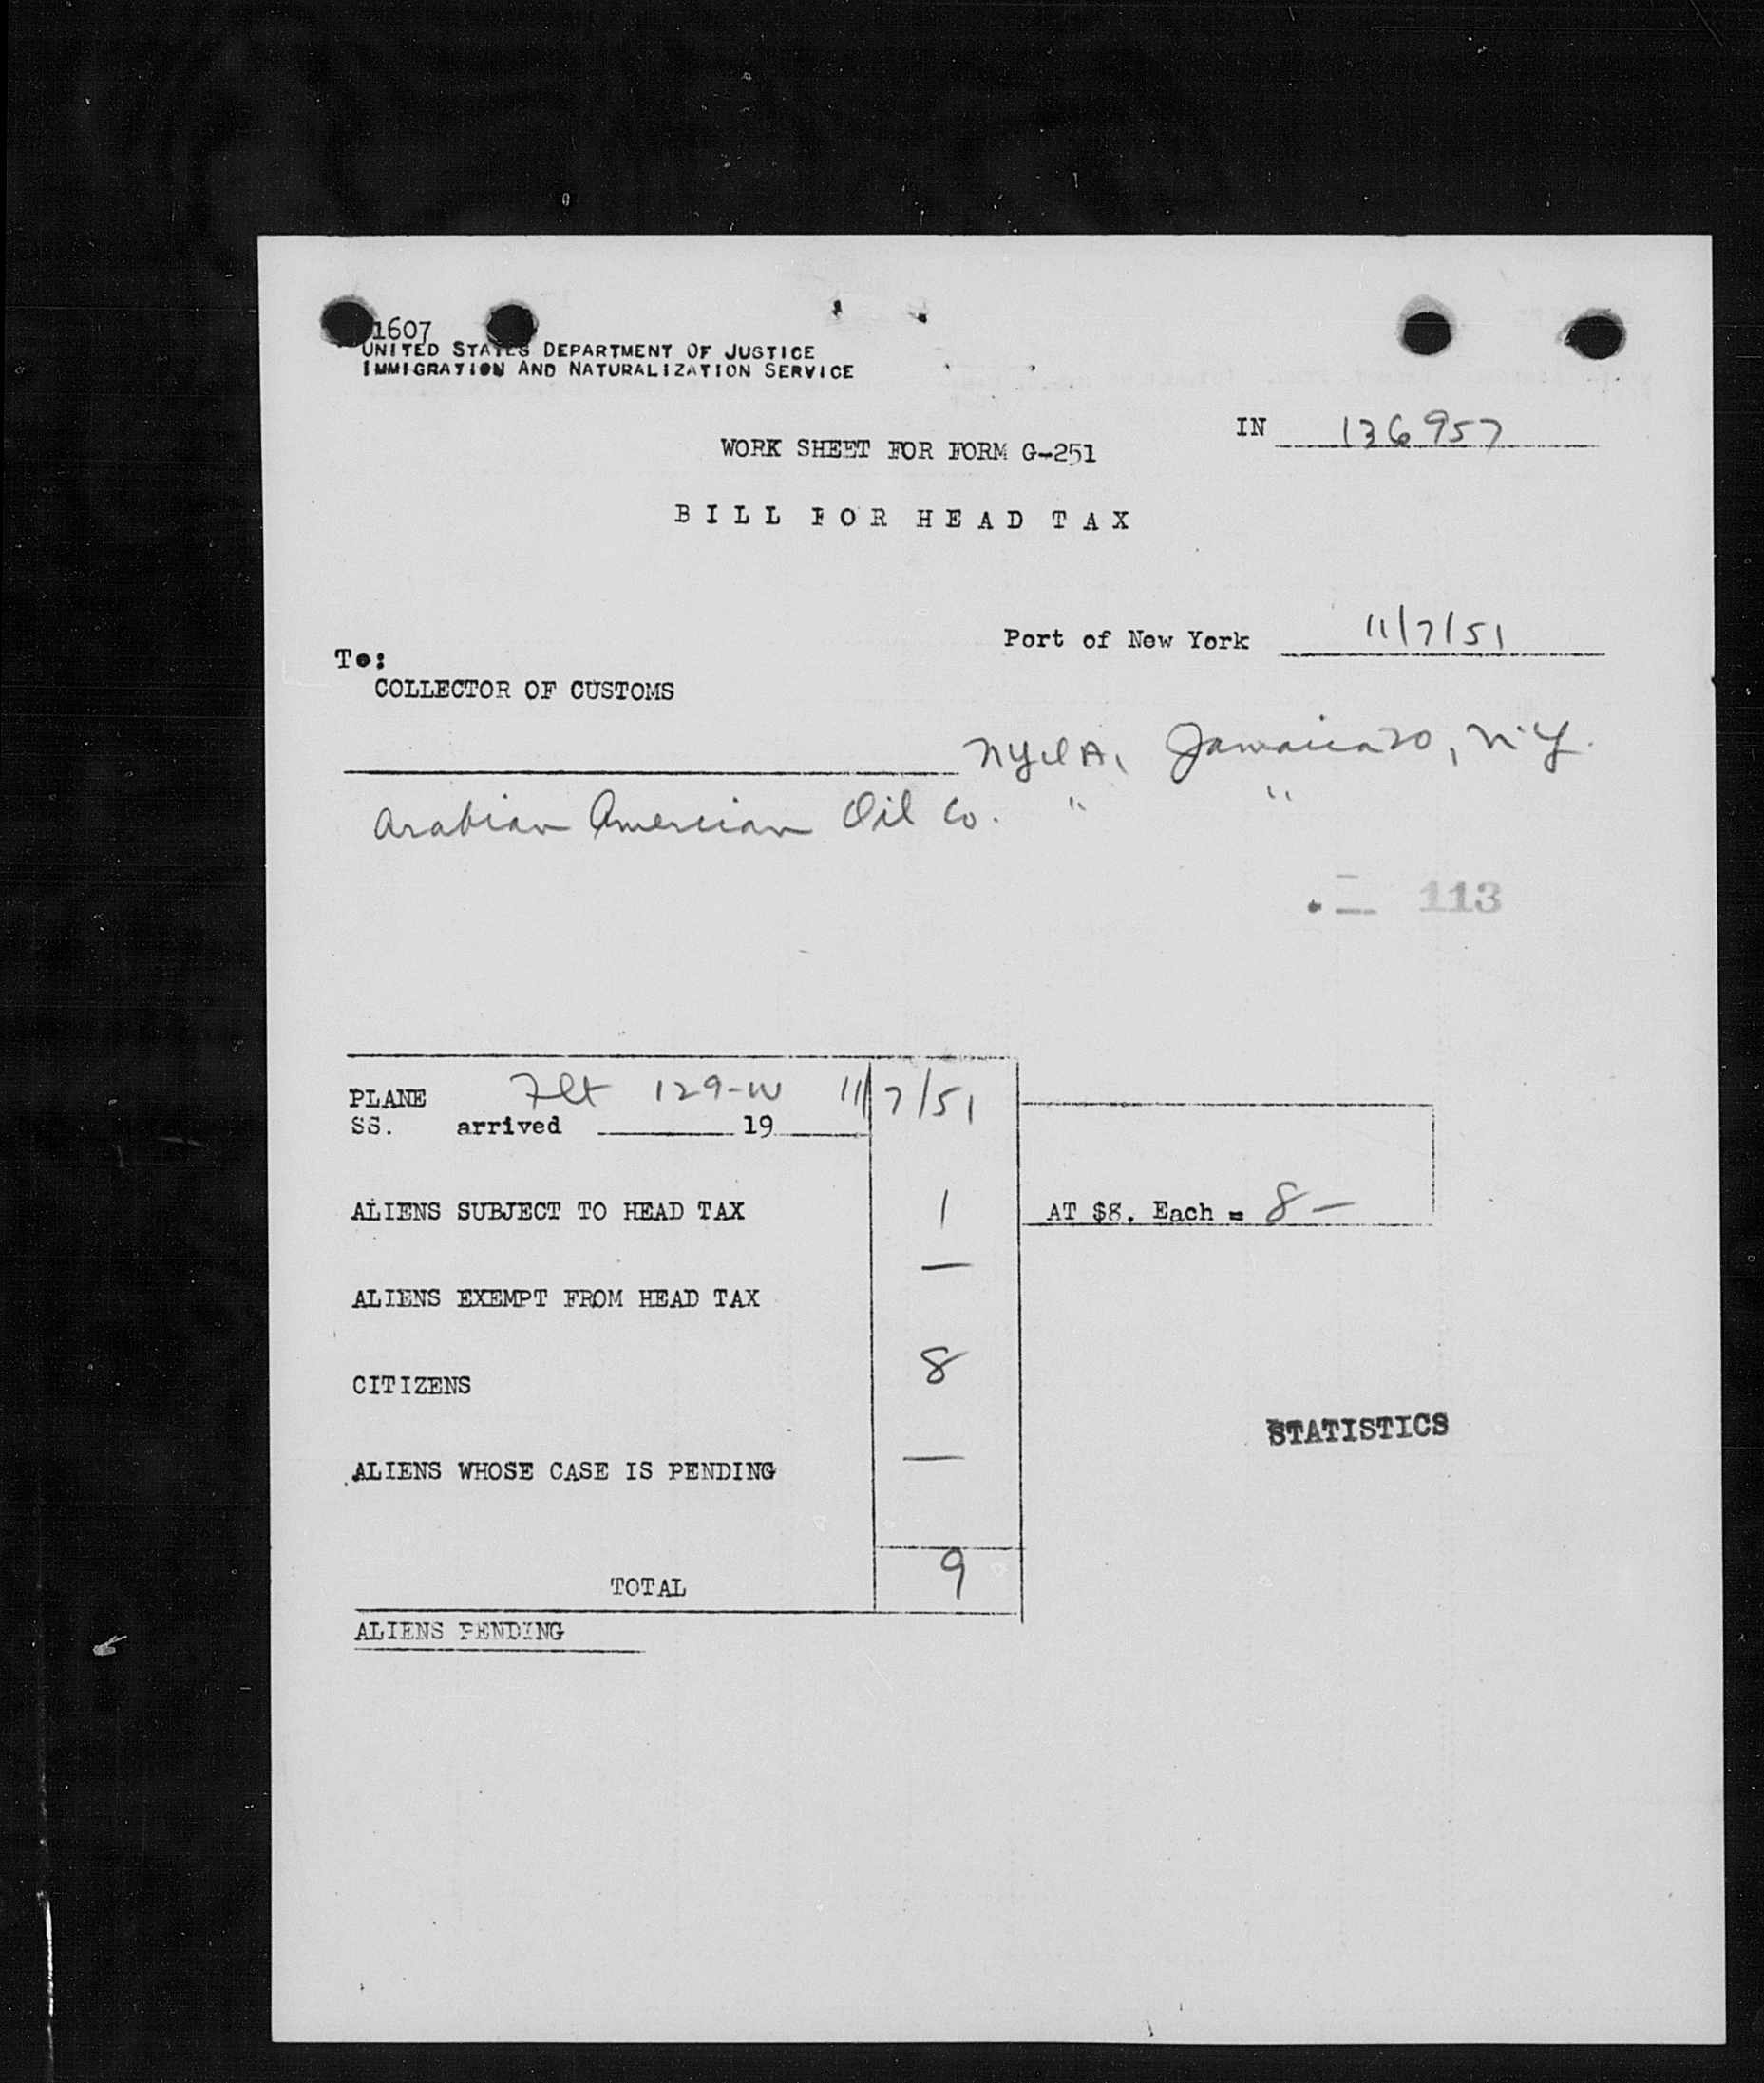 1607
UNITED STATES DEPARTMENT OF JUSTICE
IMMIGRATION AND NATURALIZATION SERVICE
IN 136957
WORK SHEET FOR FORM G-251
BILL FOR HEAD TAX
Port of New York 11/7/51
To:
COLLECTOR OF CUSTOMS
Jamaica 20, N.Y.
Arabian Amercian Oil Co. " "
113
PLANE Flt 129-W 11/7/51
SS. arrived 19
ALIENS SUBJECT TO HEAD TAX 1 AT $8. Each = 8 —
ALIENS EXEMPT FROM HEAD TAX —
CITIZENS 8
STATISTICS
ALIENS WHOSE CASE IS PENDING —
TOTAL 9
ALIENS PENDING